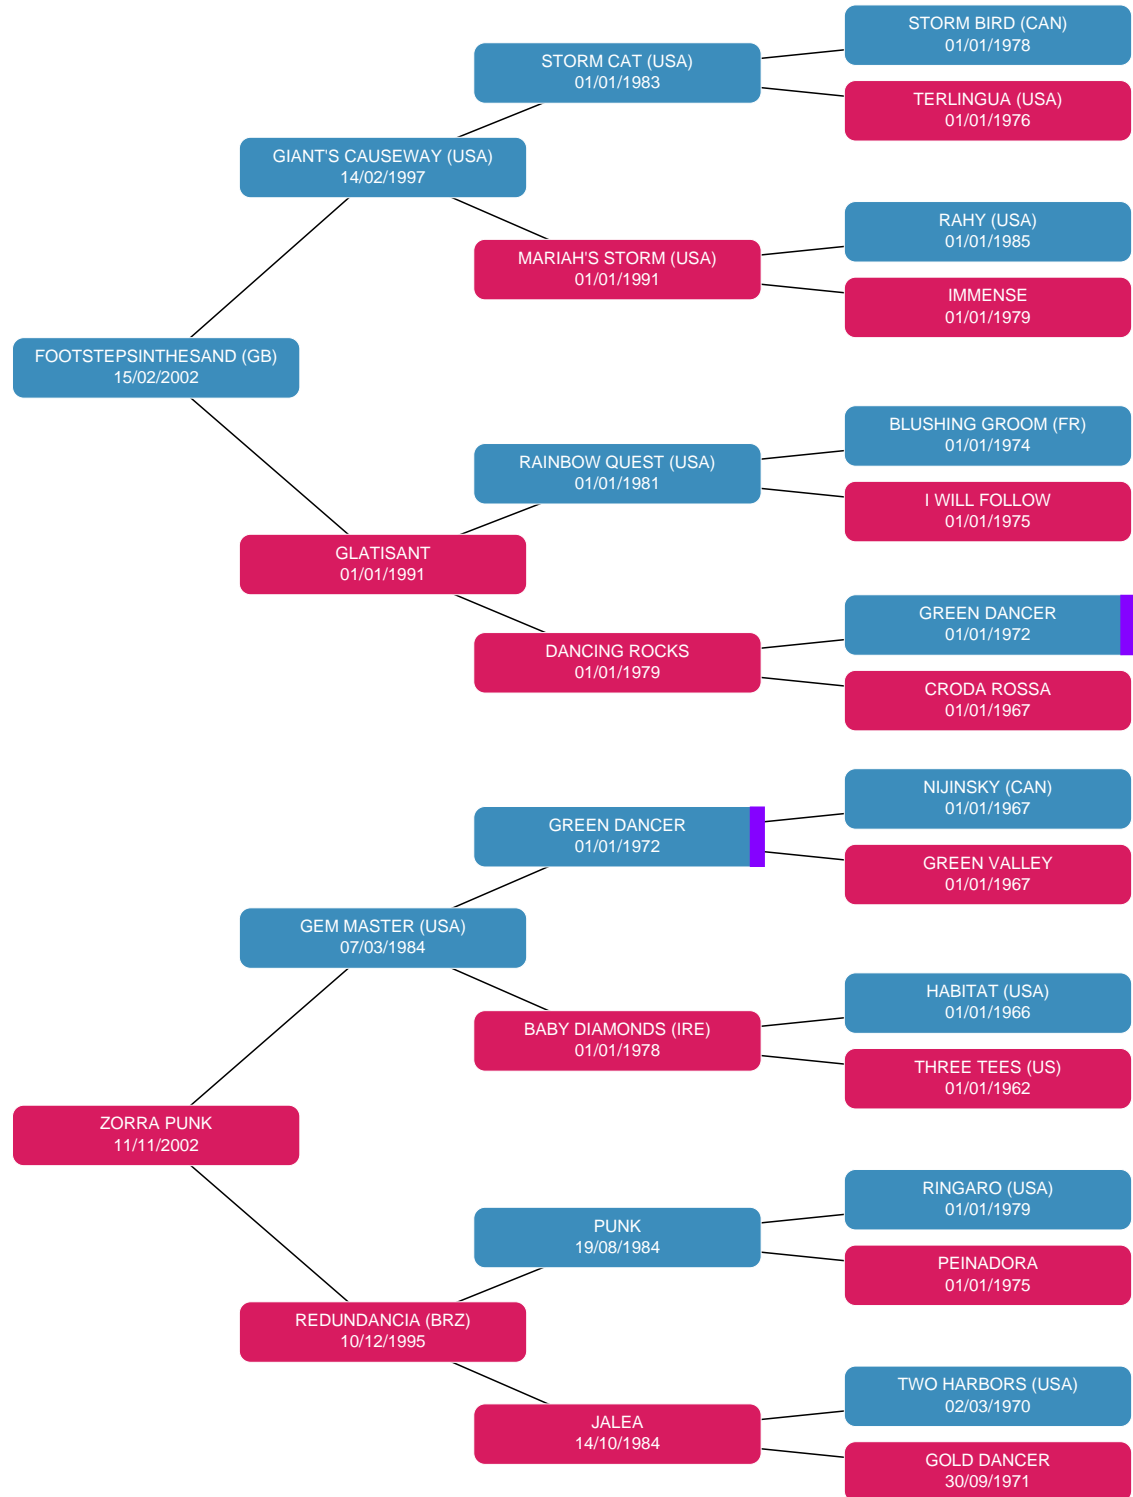 STORM BIRD (CAN)
01/01/1978
STORM CAT (USA)
01/01/1983
TERLINGUA (USA)
01/01/1976
GIANT'S CAUSEWAY (USA)
14/02/1997
RAHY (USA)
01/01/1985
MARIAH'S STORM (USA)
01/01/1991
IMMENSE
01/01/1979
FOOTSTEPSINTHESAND (GB)
15/02/2002
BLUSHING GROOM (FR)
01/01/1974
RAINBOW QUEST (USA)
01/01/1981
I WILL FOLLOW
01/01/1975
GLATISANT
01/01/1991
GREEN DANCER
01/01/1972
DANCING ROCKS
01/01/1979
CRODA ROSSA
01/01/1967
NIJINSKY (CAN)
01/01/1967
GREEN DANCER
01/01/1972
GREEN VALLEY
01/01/1967
GEM MASTER (USA)
07/03/1984
HABITAT (USA)
01/01/1966
BABY DIAMONDS (IRE)
01/01/1978
THREE TEES (US)
01/01/1962
ZORRA PUNK
11/11/2002
RINGARO (USA)
01/01/1979
PUNK
19/08/1984
PEINADORA
01/01/1975
REDUNDANCIA (BRZ)
10/12/1995
TWO HARBORS (USA)
02/03/1970
JALEA
14/10/1984
GOLD DANCER
30/09/1971